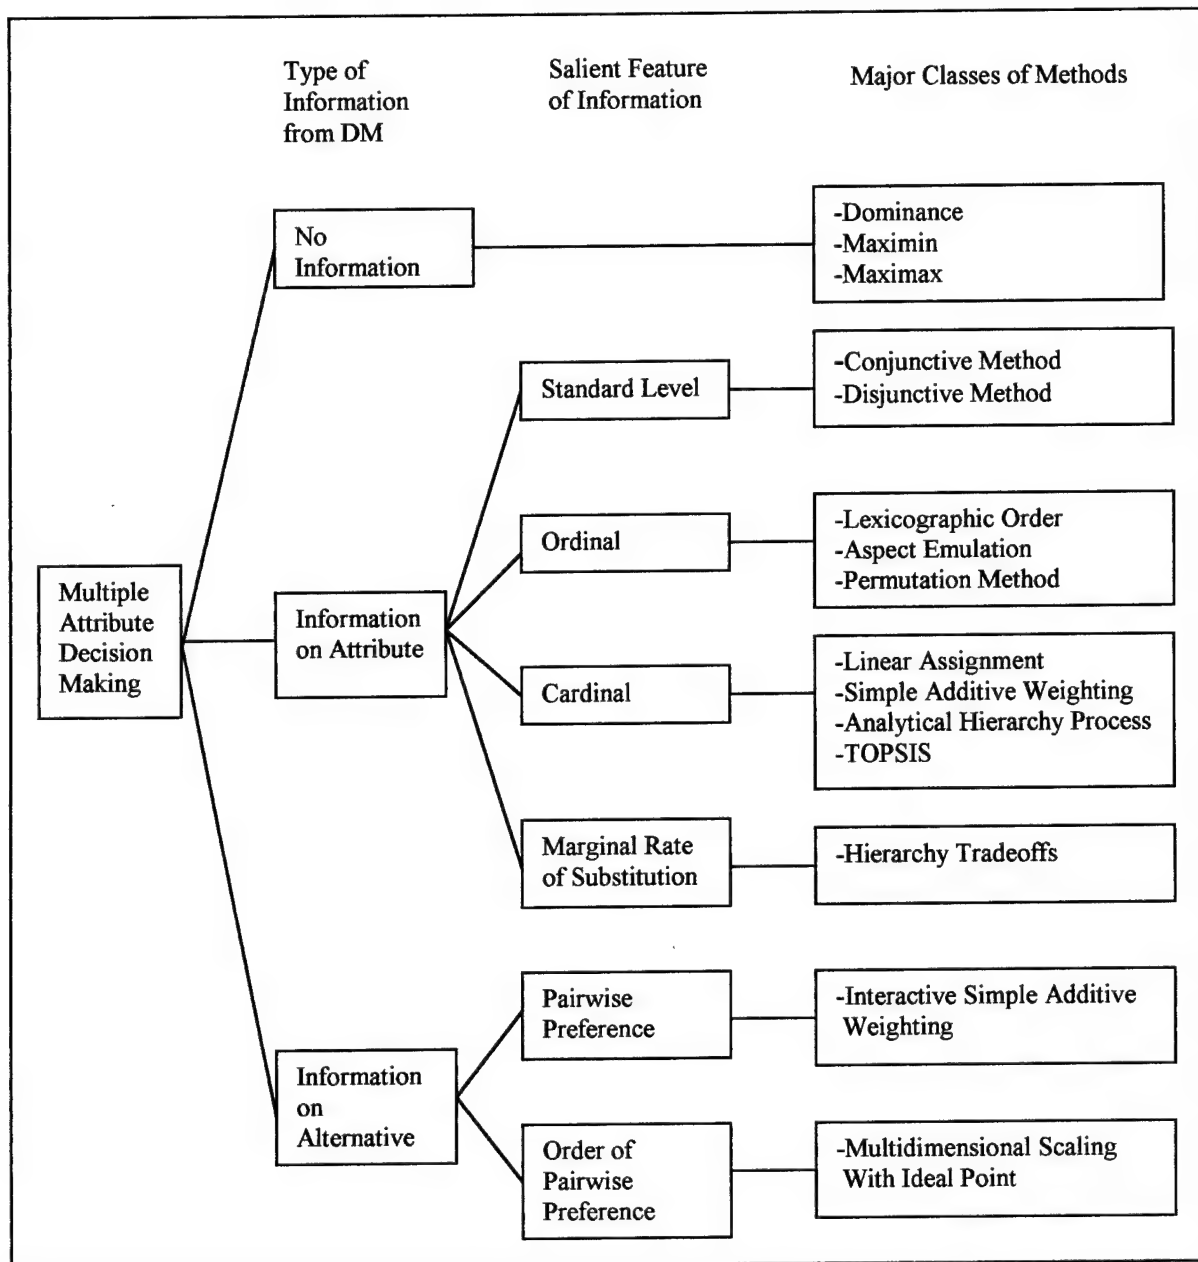 Type of
Information
from DM
Salient Feature
of Information
Major Classes of Methods
No
Information
-Dominance
-Maximin
-Maximax
Standard Level
-Conjunctive Method
-Disjunctive Method
Ordinal
-Lexicographic Order
-Aspect Emulation
-Permutation Method
Multiple
Attribute
Decision
Making
Information
on Attribute
Cardinal
-Linear Assignment
-Simple Additive Weighting
-Analytical Hierarchy Process
-TOPSIS
Marginal Rate
of Substitution
-Hierarchy Tradeoffs
Information
on
Alternative
Pairwise
Preference
-Interactive Simple Additive
Weighting
Order of
Pairwise
Preference
-Multidimensional Scaling
With Ideal Point